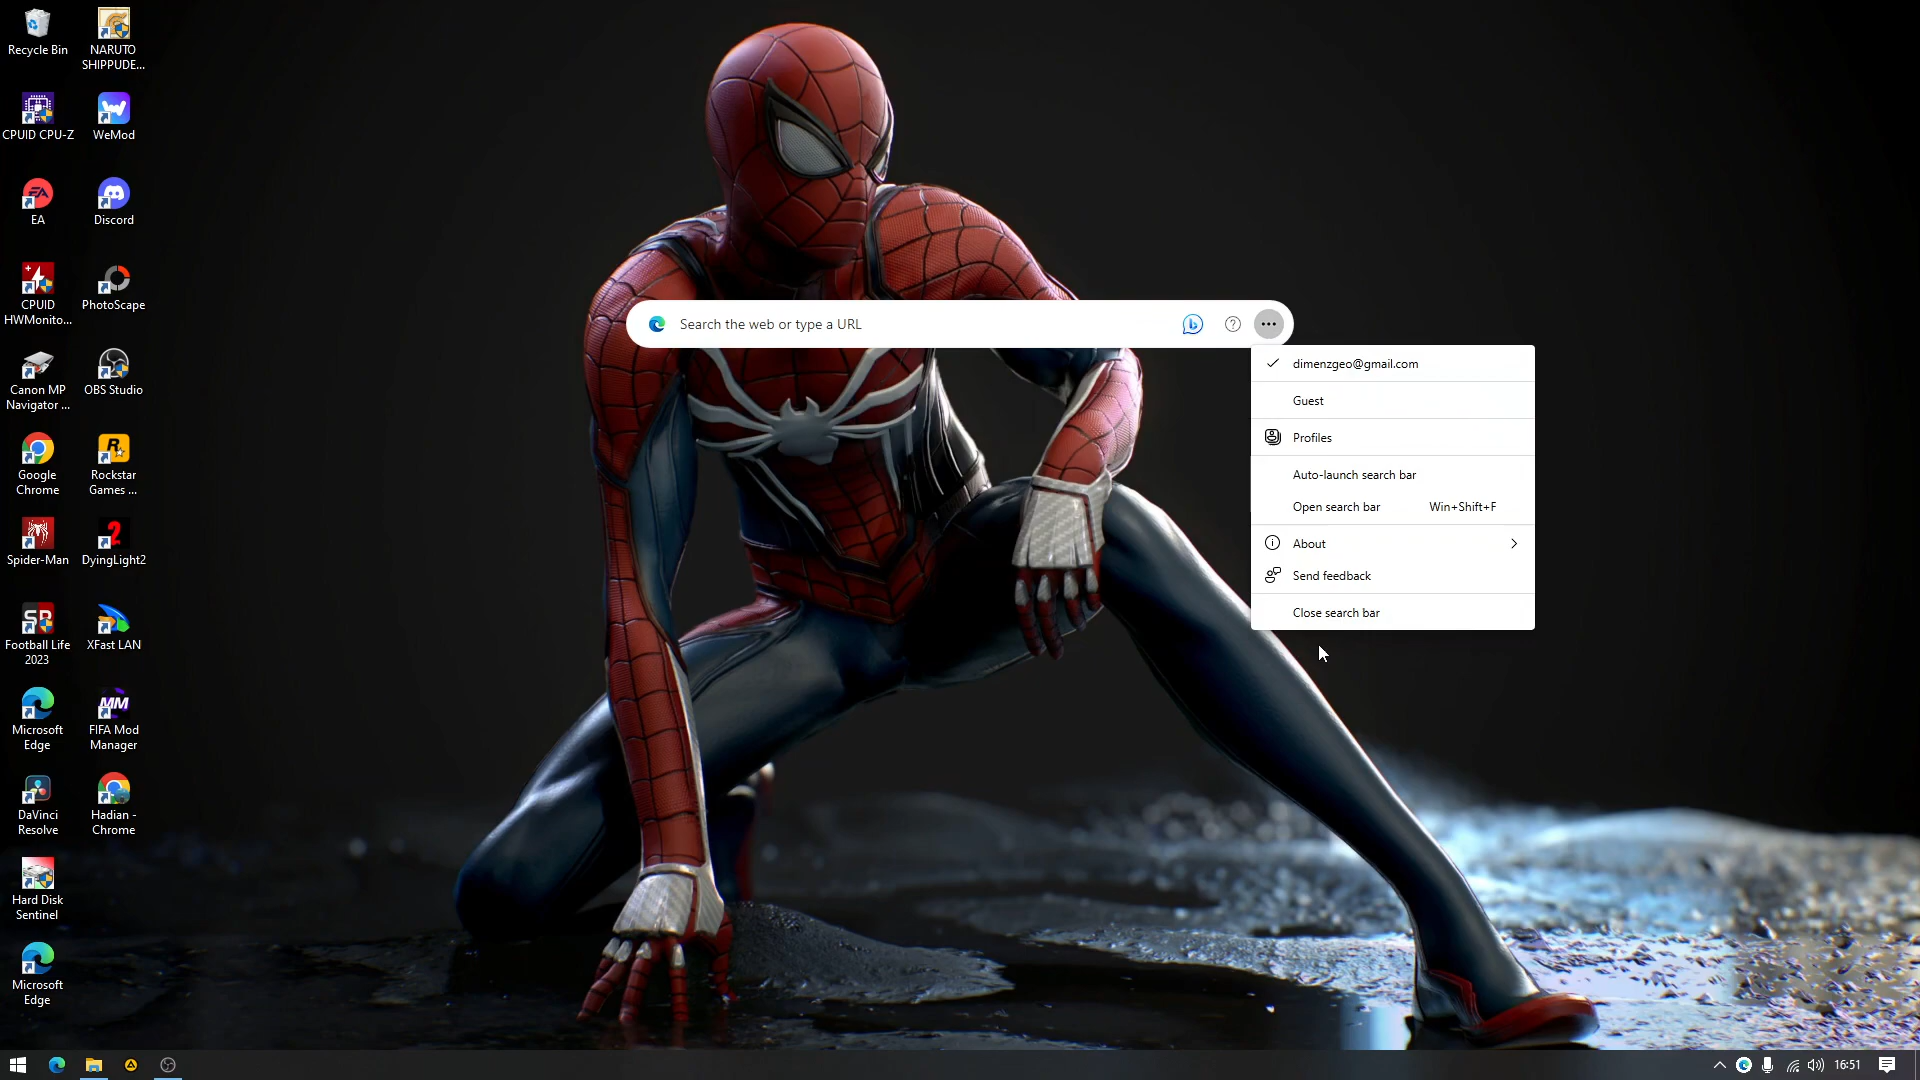 Recycle Bin
NARUTO
SHIPPUDE...
CPUID CPU-Z
WeMod
EA
Discord
CPUID
HWMonito...
PhotoScape
Canon MP
Navigator ...
OBS Studio
Google
Chrome
Rockstar
Games ...
Spider-Man
DyingLight2
Football Life
2023
XFast LAN
Microsoft
Edge
FIFA Mod
Manager
DaVinci
Resolve
Hadian -
Chrome
Hard Disk
Sentinel
Microsoft
Edge
Search the web or type a URL
dimenzgeo@gmail.com
Guest
Profiles
Auto-launch search bar
Open search bar Win+Shift+F
About
Send feedback
Close search bar
16:51